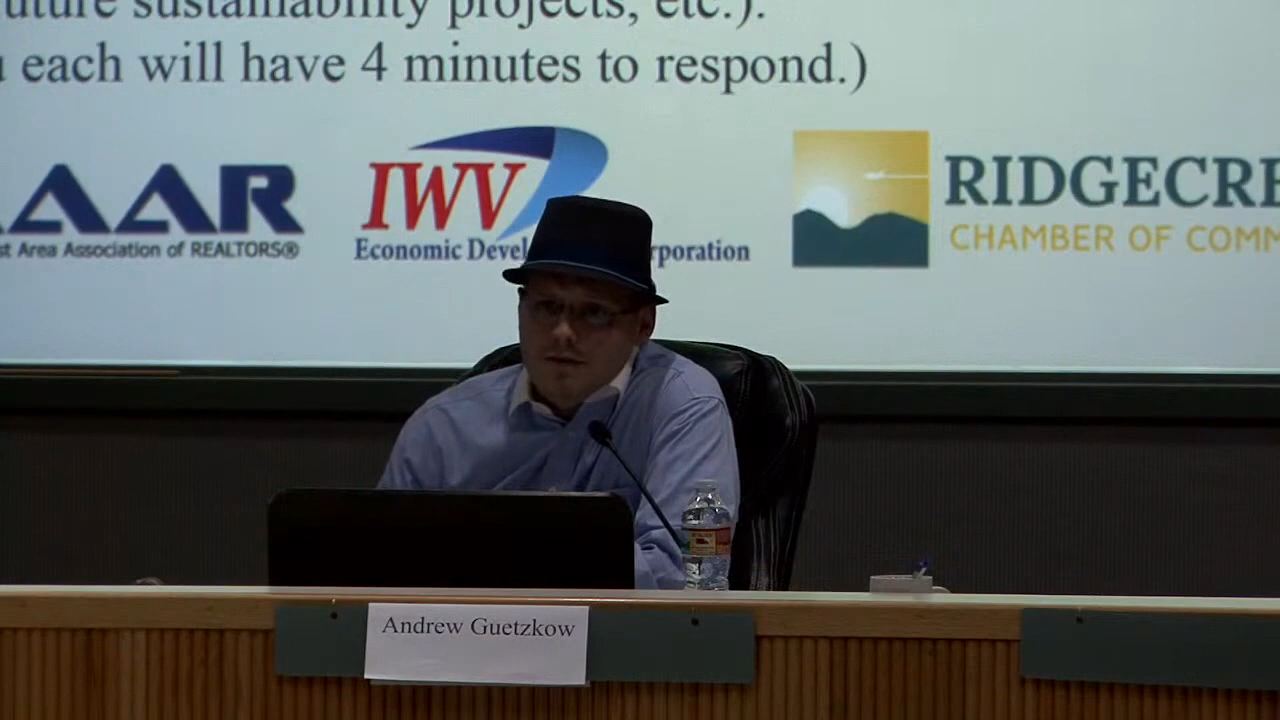 future sustainability projects, etc.).
each will have 4 minutes to respond.)
AAR
st Area Association of REALTORS®
IWV
Economic Devel rporation
RIDGECRE
CHAMBER OF COMM
Andrew Guetzkow